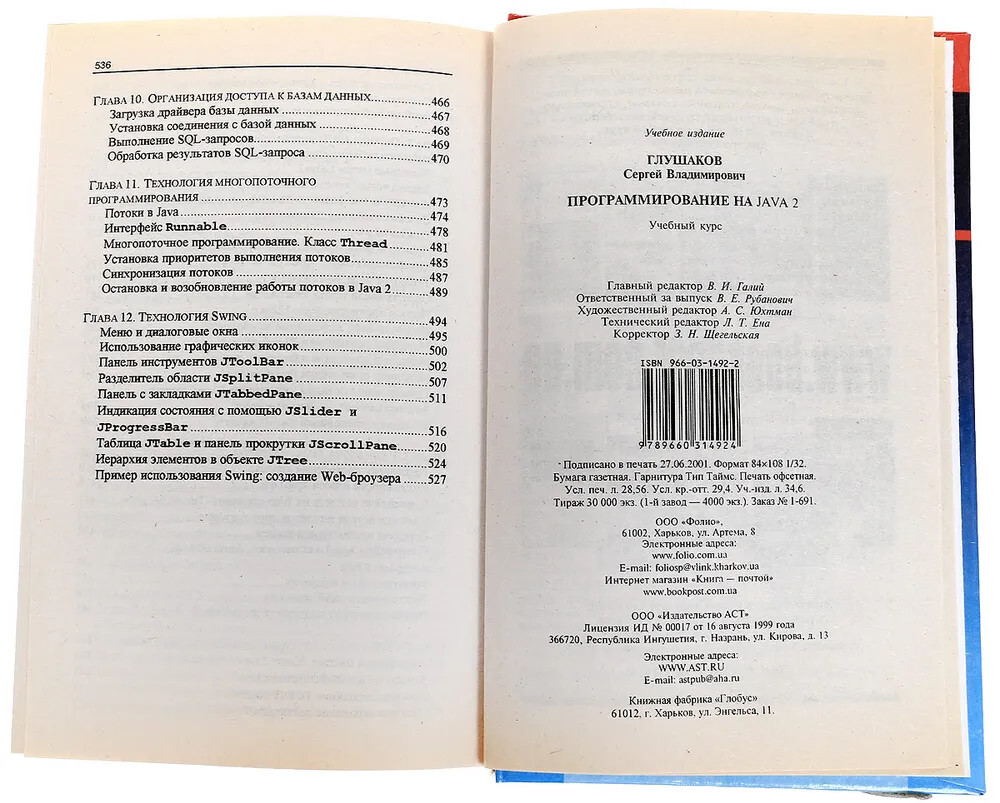 536
ГЛАВА 10. ОРГАНИЗАЦИЯ ДОСТУПА К БАЗАМ ДАННЫХ....................466
Загрузка драйвера базы данных....................467
Установка соединения с базой данных....................468
Выполнение SQL-запросов....................469
Обработка результатов SQL-запроса....................470
ГЛАВА 11. ТЕХНОЛОГИЯ МНОГОПОТОЧНОГО
ПРОГРАММИРОВАНИЯ....................473
Потоки в Java....................474
Интерфейс Runnable....................478
Многопоточное программирование. Класс Thread..........481
Установка приоритетов выполнения потоков....................485
Синхронизация потоков....................487
Остановка и возобновление работы потоков в Java 2..........489
ГЛАВА 12. ТЕХНОЛОГИЯ SWING....................494
Меню и диалоговые окна....................495
Использование графических иконок....................500
Панель инструментов JToolBar....................502
Разделитель области JSplitPane....................507
Панель с закладками JTabbedPane....................511
Индикация состояния с помощью JSlider и
JProgressBar....................516
Таблица JTable и панель прокрутки JScrollPane..........520
Иерархия элементов в объекте JTree....................524
Пример использования Swing: создание Web-броузера......527
Учебное издание
ГЛУШАКОВ
Сергей Владимирович
ПРОГРАММИРОВАНИЕ НА JAVA 2
Учебный курс
Главный редактор В. И. Галий
Ответственный за выпуск В. Е. Рубанович
Художественный редактор А. С. Юхтман
Технический редактор Л. Т. Ена
Корректор З. Н. Щегельская
ISBN 966-03-1492-2
9 789660 314924
Подписано в печать 27.06.2001. Формат 84×108 1/32.
Бумага газетная. Гарнитура Тип Таймс. Печать офсетная.
Усл. печ. л. 28,56. Усл. кр.-отт. 29,4. Уч.-изд. л. 34,6.
Тираж 30 000 экз. (1-й завод — 4000 экз.). Заказ № 1-691.
ООО «Фолио»,
61002, Харьков, ул. Артема, 8
Электронные адреса:
www.folio.com.ua
E-mail: foliosp@vlink.kharkov.ua
Интернет магазин «Книга — почтой»
www.bookpost.com.ua
ООО «Издательство АСТ»
Лицензия ИД № 00017 от 16 августа 1999 года
366720, Республика Ингушетия, г. Назрань, ул. Кирова, д. 13
Электронные адреса:
WWW.AST.RU
E-mail: astpub@aha.ru
Книжная фабрика «Глобус»
61012, г. Харьков, ул. Энгельса, 11.